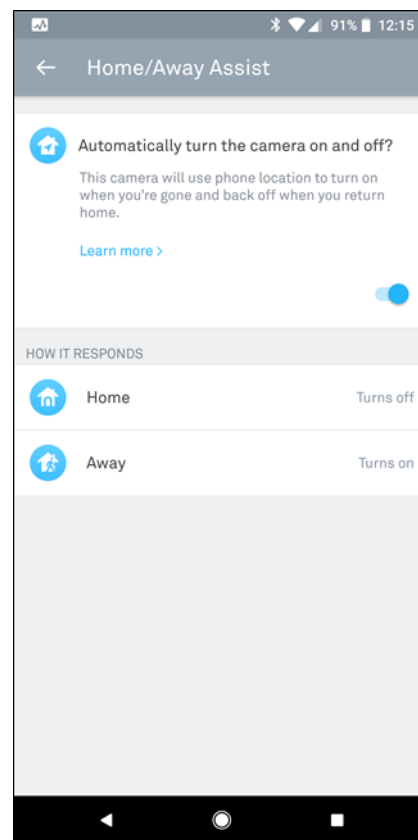 91% 12:15
Home/Away Assist
Automatically turn the camera on and off?
This camera will use phone location to turn on
when you're gone and back off when you return
home.
Learn more >
HOW IT RESPONDS
Home Turns off
Away Turns on